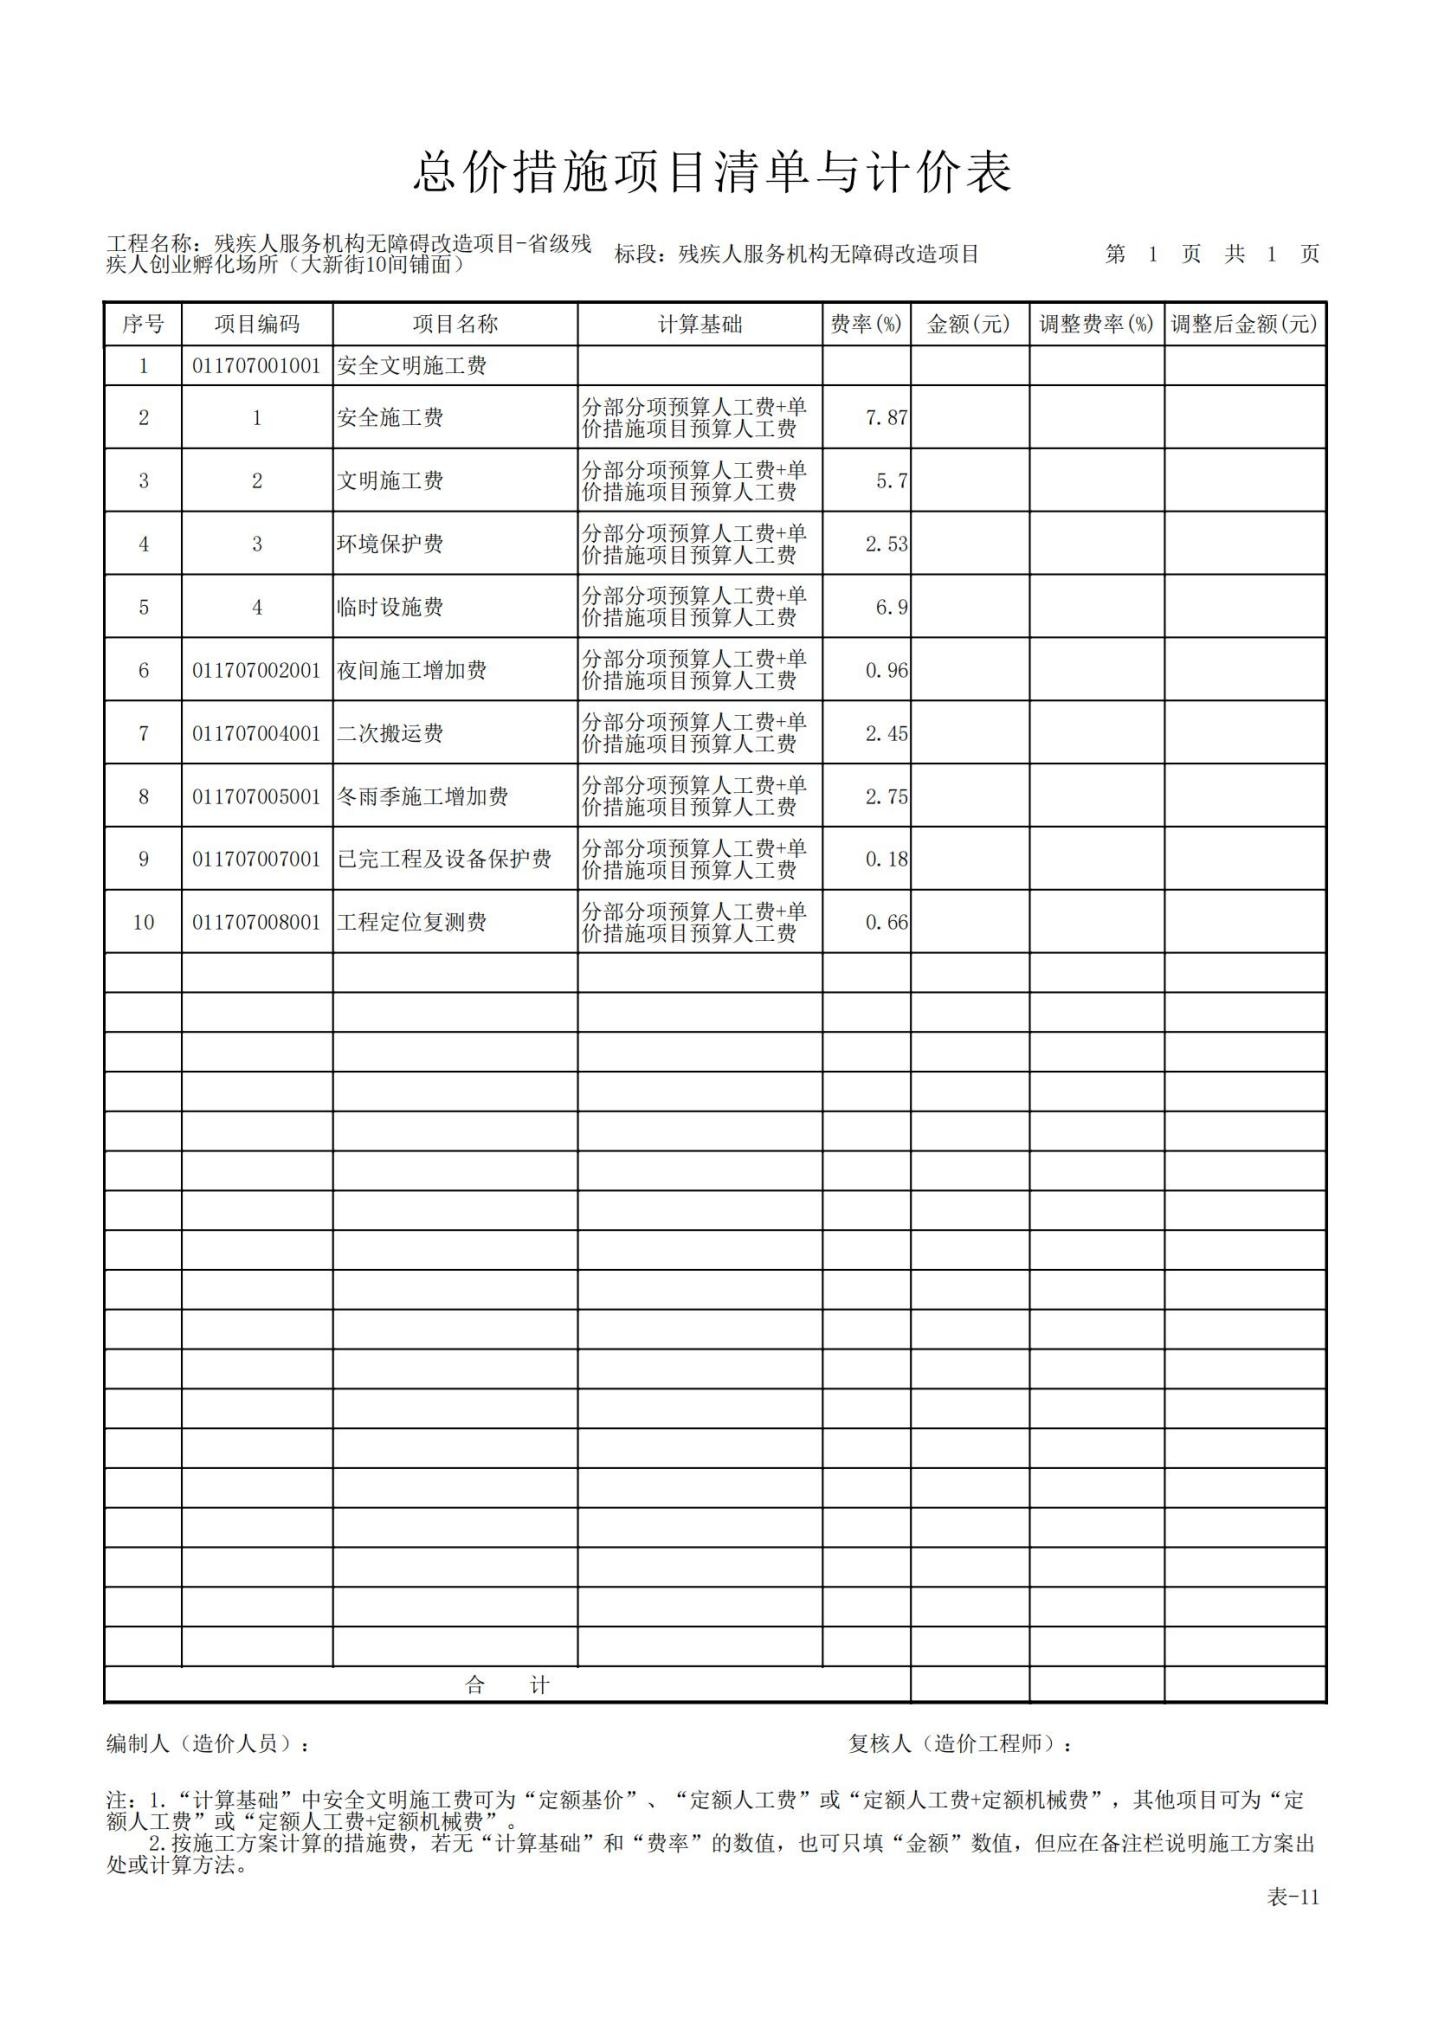 总价措施项目清单与计价表
工程名称：残疾人服务机构无障碍改造项目-省级残
疾人创业孵化场所（大新街10间铺面）
标段：残疾人服务机构无障碍改造项目
第 1 页 共 1 页
序号 项目编码 项目名称 计算基础 费率(%) 金额(元) 调整费率(%) 调整后金额(元)
1 011707001001 安全文明施工费
2 1 安全施工费 分部分项预算人工费+单
价措施项目预算人工费 7.87
3 2 文明施工费 分部分项预算人工费+单
价措施项目预算人工费 5.7
4 3 环境保护费 分部分项预算人工费+单
价措施项目预算人工费 2.53
5 4 临时设施费 分部分项预算人工费+单
价措施项目预算人工费 6.9
6 011707002001 夜间施工增加费 分部分项预算人工费+单
价措施项目预算人工费 0.96
7 011707004001 二次搬运费 分部分项预算人工费+单
价措施项目预算人工费 2.45
8 011707005001 冬雨季施工增加费 分部分项预算人工费+单
价措施项目预算人工费 2.75
9 011707007001 已完工程及设备保护费 分部分项预算人工费+单
价措施项目预算人工费 0.18
10 011707008001 工程定位复测费 分部分项预算人工费+单
价措施项目预算人工费 0.66
合 计
编制人（造价人员）： 复核人（造价工程师）：
注：1.“计算基础”中安全文明施工费可为“定额基价”、“定额人工费”或“定额人工费+定额机械费”，其他项目可为“定
额人工费”或“定额人工费+定额机械费”。
2.按施工方案计算的措施费，若无“计算基础”和“费率”的数值，也可只填“金额”数值，但应在备注栏说明施工方案出
处或计算方法。
表-11